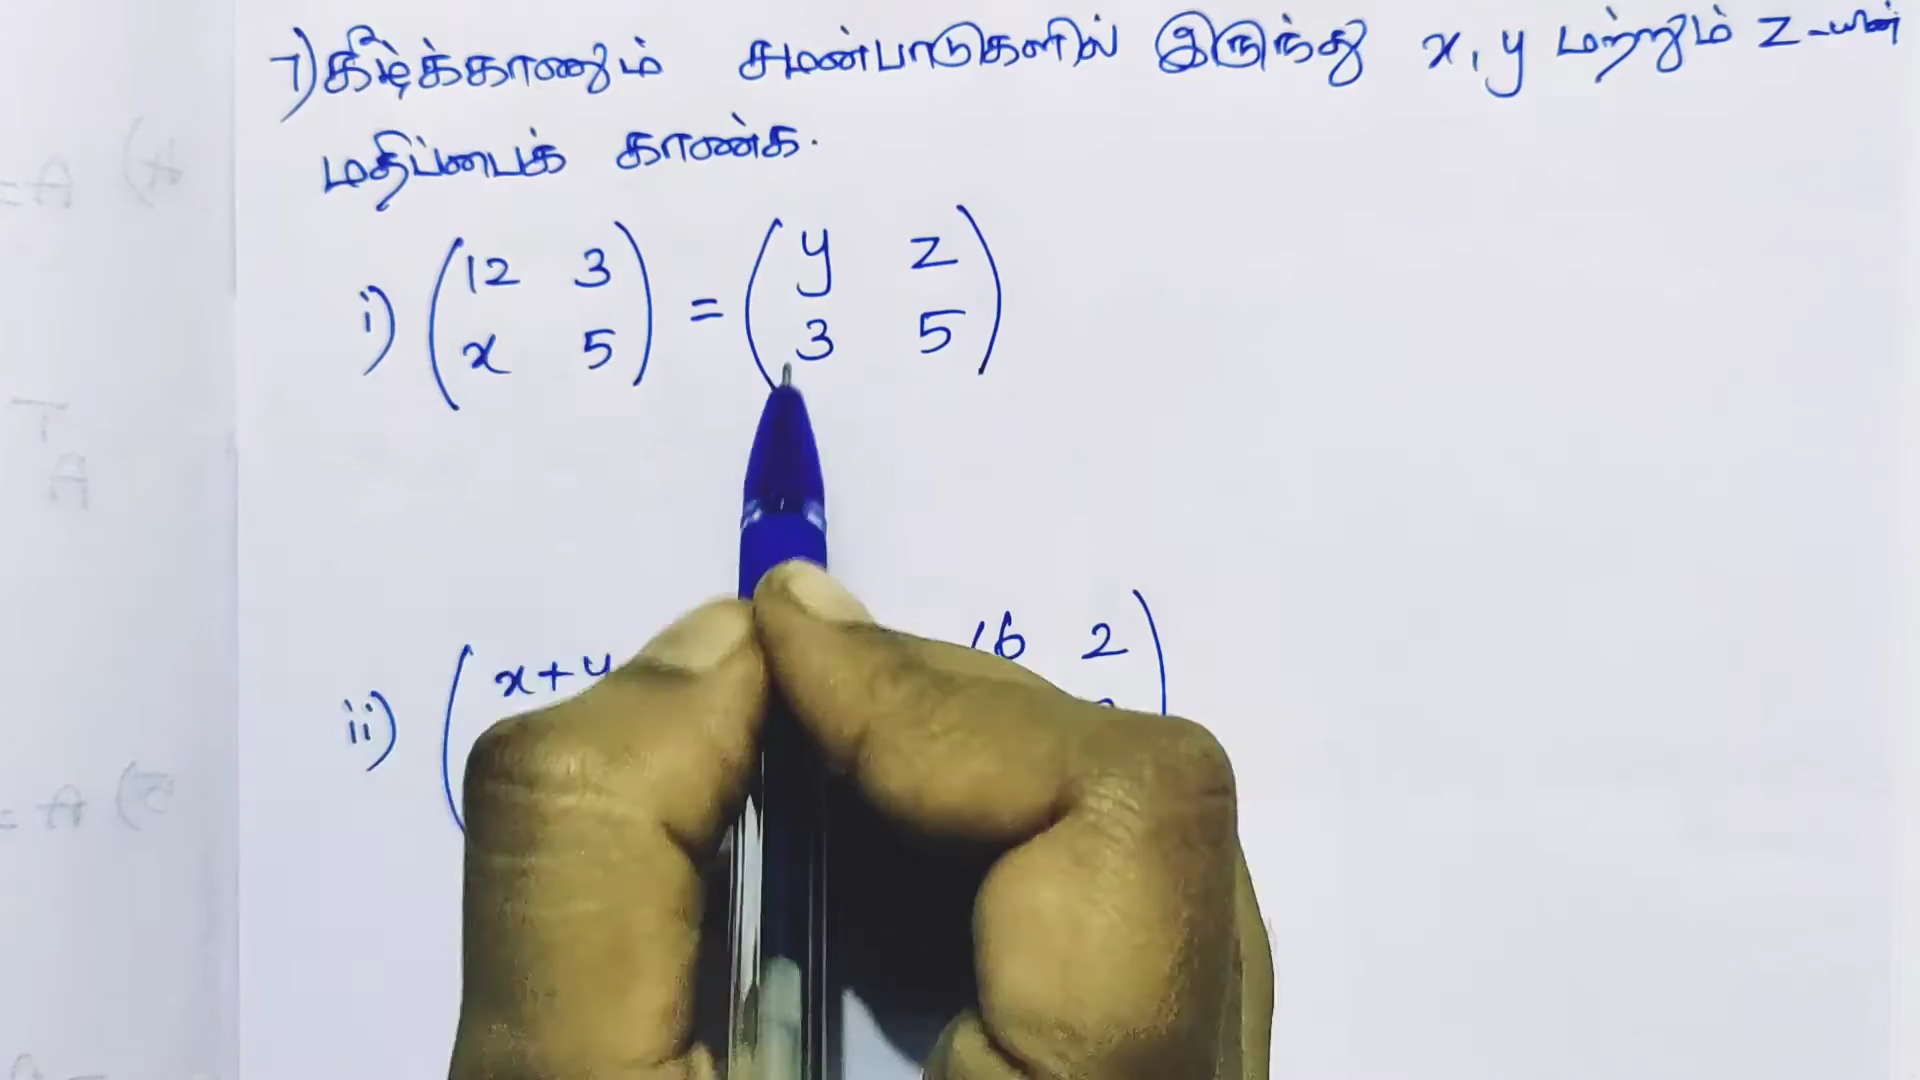 7) கீழ்க்காணும் சமன்பாடுகளில் இருந்து x, y மற்றும் z-யின்
மதிப்பைக் காண்க.
i) (12 3 = (y z
x 5) 3 5)
ii) (x+y 6 2)